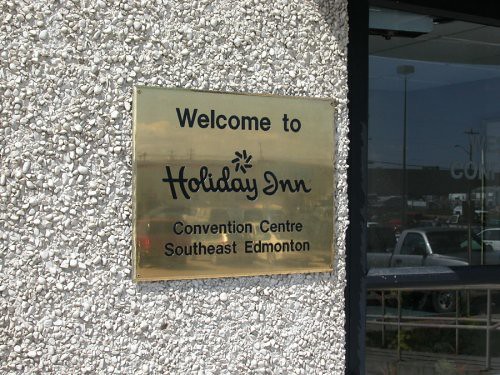 Welcome to
Holiday Inn
Convention Centre
Southeast Edmonton